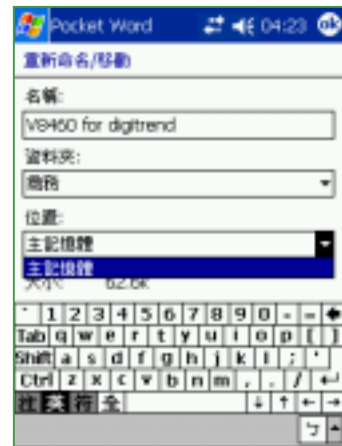 Pocket Word 04:23 ok
重新命名/移動
名稱:
V8460 for digitrend
資料夾:
商務
位置:
主記憶體
主記憶體
大小: 62.6k
` 1 2 3 4 5 6 7 8 9 0 - =
Tab q w e r t y u i o p [ ]
Shift a s d f g h j k l ; '
Ctrl z x c v b n m , . /
注 英 符 全 ↓ ↑ ← →
ㄅ